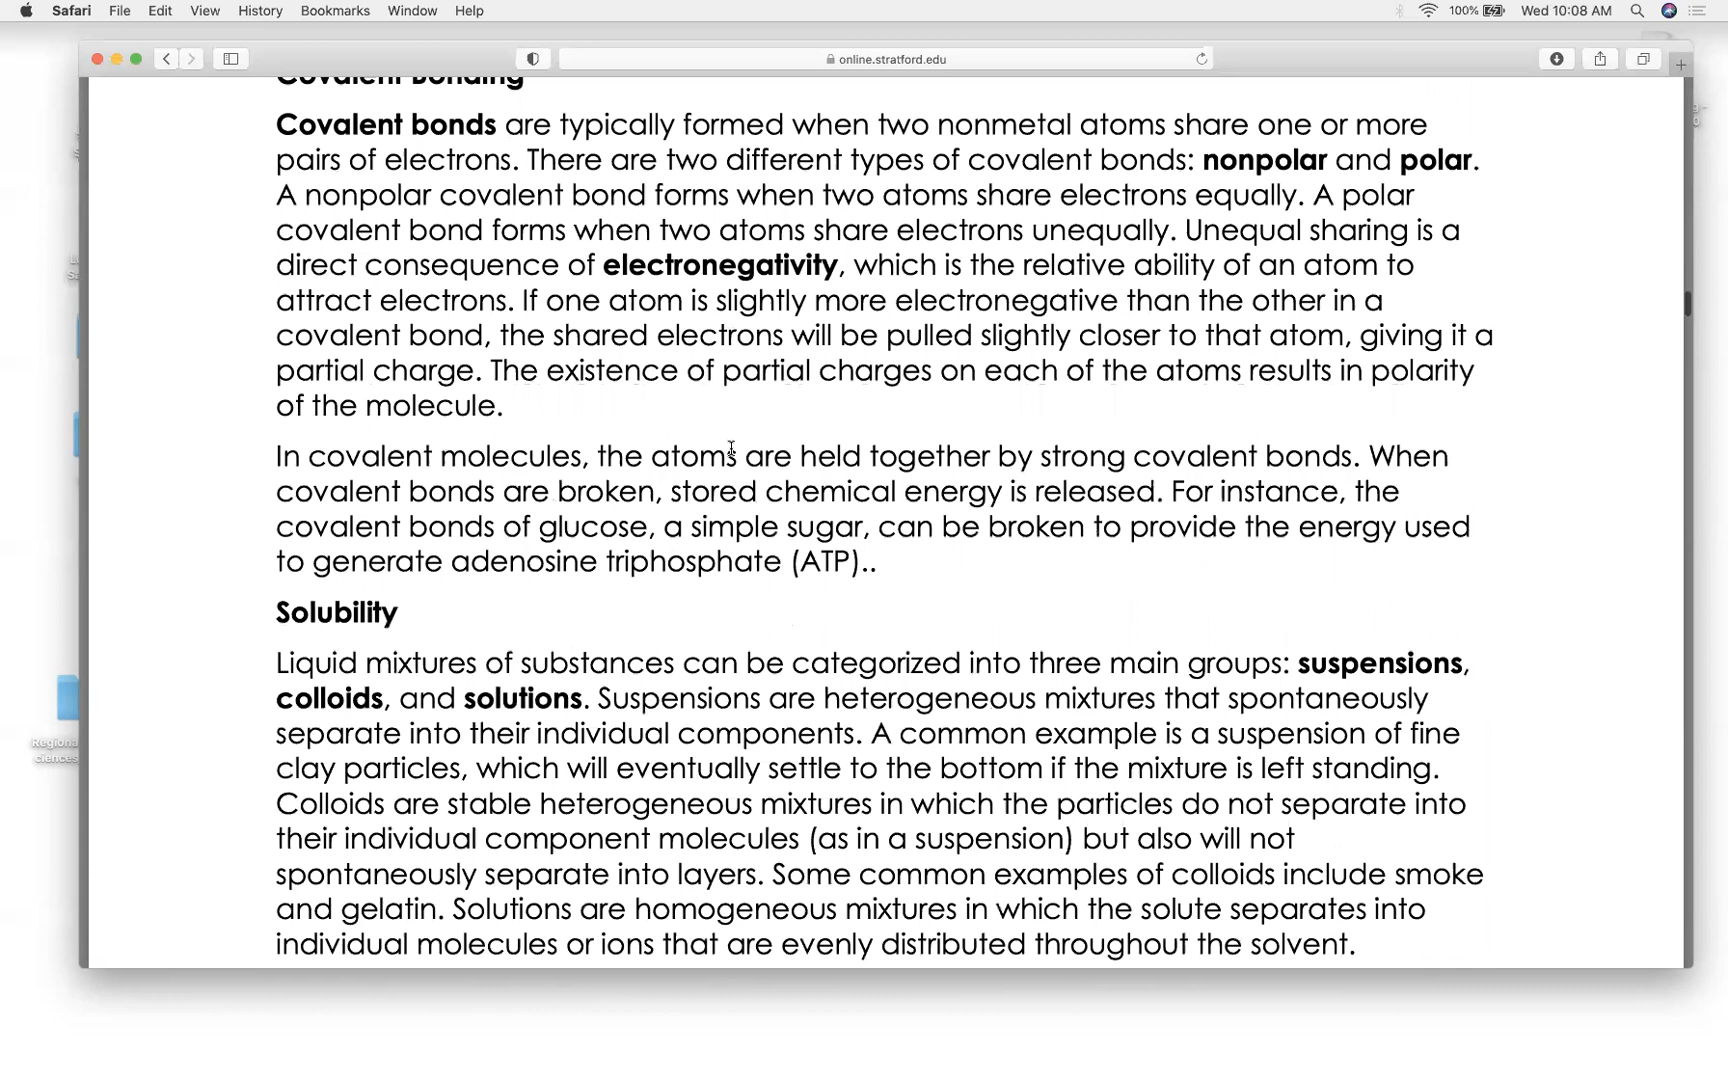 Safari File Edit View History Bookmarks Window Help 100% Wed 10:08 AM
online.stratford.edu
Covalent Bonding
Covalent bonds are typically formed when two nonmetal atoms share one or more
pairs of electrons. There are two different types of covalent bonds: nonpolar and polar.
A nonpolar covalent bond forms when two atoms share electrons equally. A polar
covalent bond forms when two atoms share electrons unequally. Unequal sharing is a
direct consequence of electronegativity, which is the relative ability of an atom to
attract electrons. If one atom is slightly more electronegative than the other in a
covalent bond, the shared electrons will be pulled slightly closer to that atom, giving it a
partial charge. The existence of partial charges on each of the atoms results in polarity
of the molecule.
In covalent molecules, the atoms are held together by strong covalent bonds. When
covalent bonds are broken, stored chemical energy is released. For instance, the
covalent bonds of glucose, a simple sugar, can be broken to provide the energy used
to generate adenosine triphosphate (ATP)..
Solubility
Liquid mixtures of substances can be categorized into three main groups: suspensions,
colloids, and solutions. Suspensions are heterogeneous mixtures that spontaneously
separate into their individual components. A common example is a suspension of fine
clay particles, which will eventually settle to the bottom if the mixture is left standing.
Colloids are stable heterogeneous mixtures in which the particles do not separate into
their individual component molecules (as in a suspension) but also will not
spontaneously separate into layers. Some common examples of colloids include smoke
and gelatin. Solutions are homogeneous mixtures in which the solute separates into
individual molecules or ions that are evenly distributed throughout the solvent.
Regiona
ciences